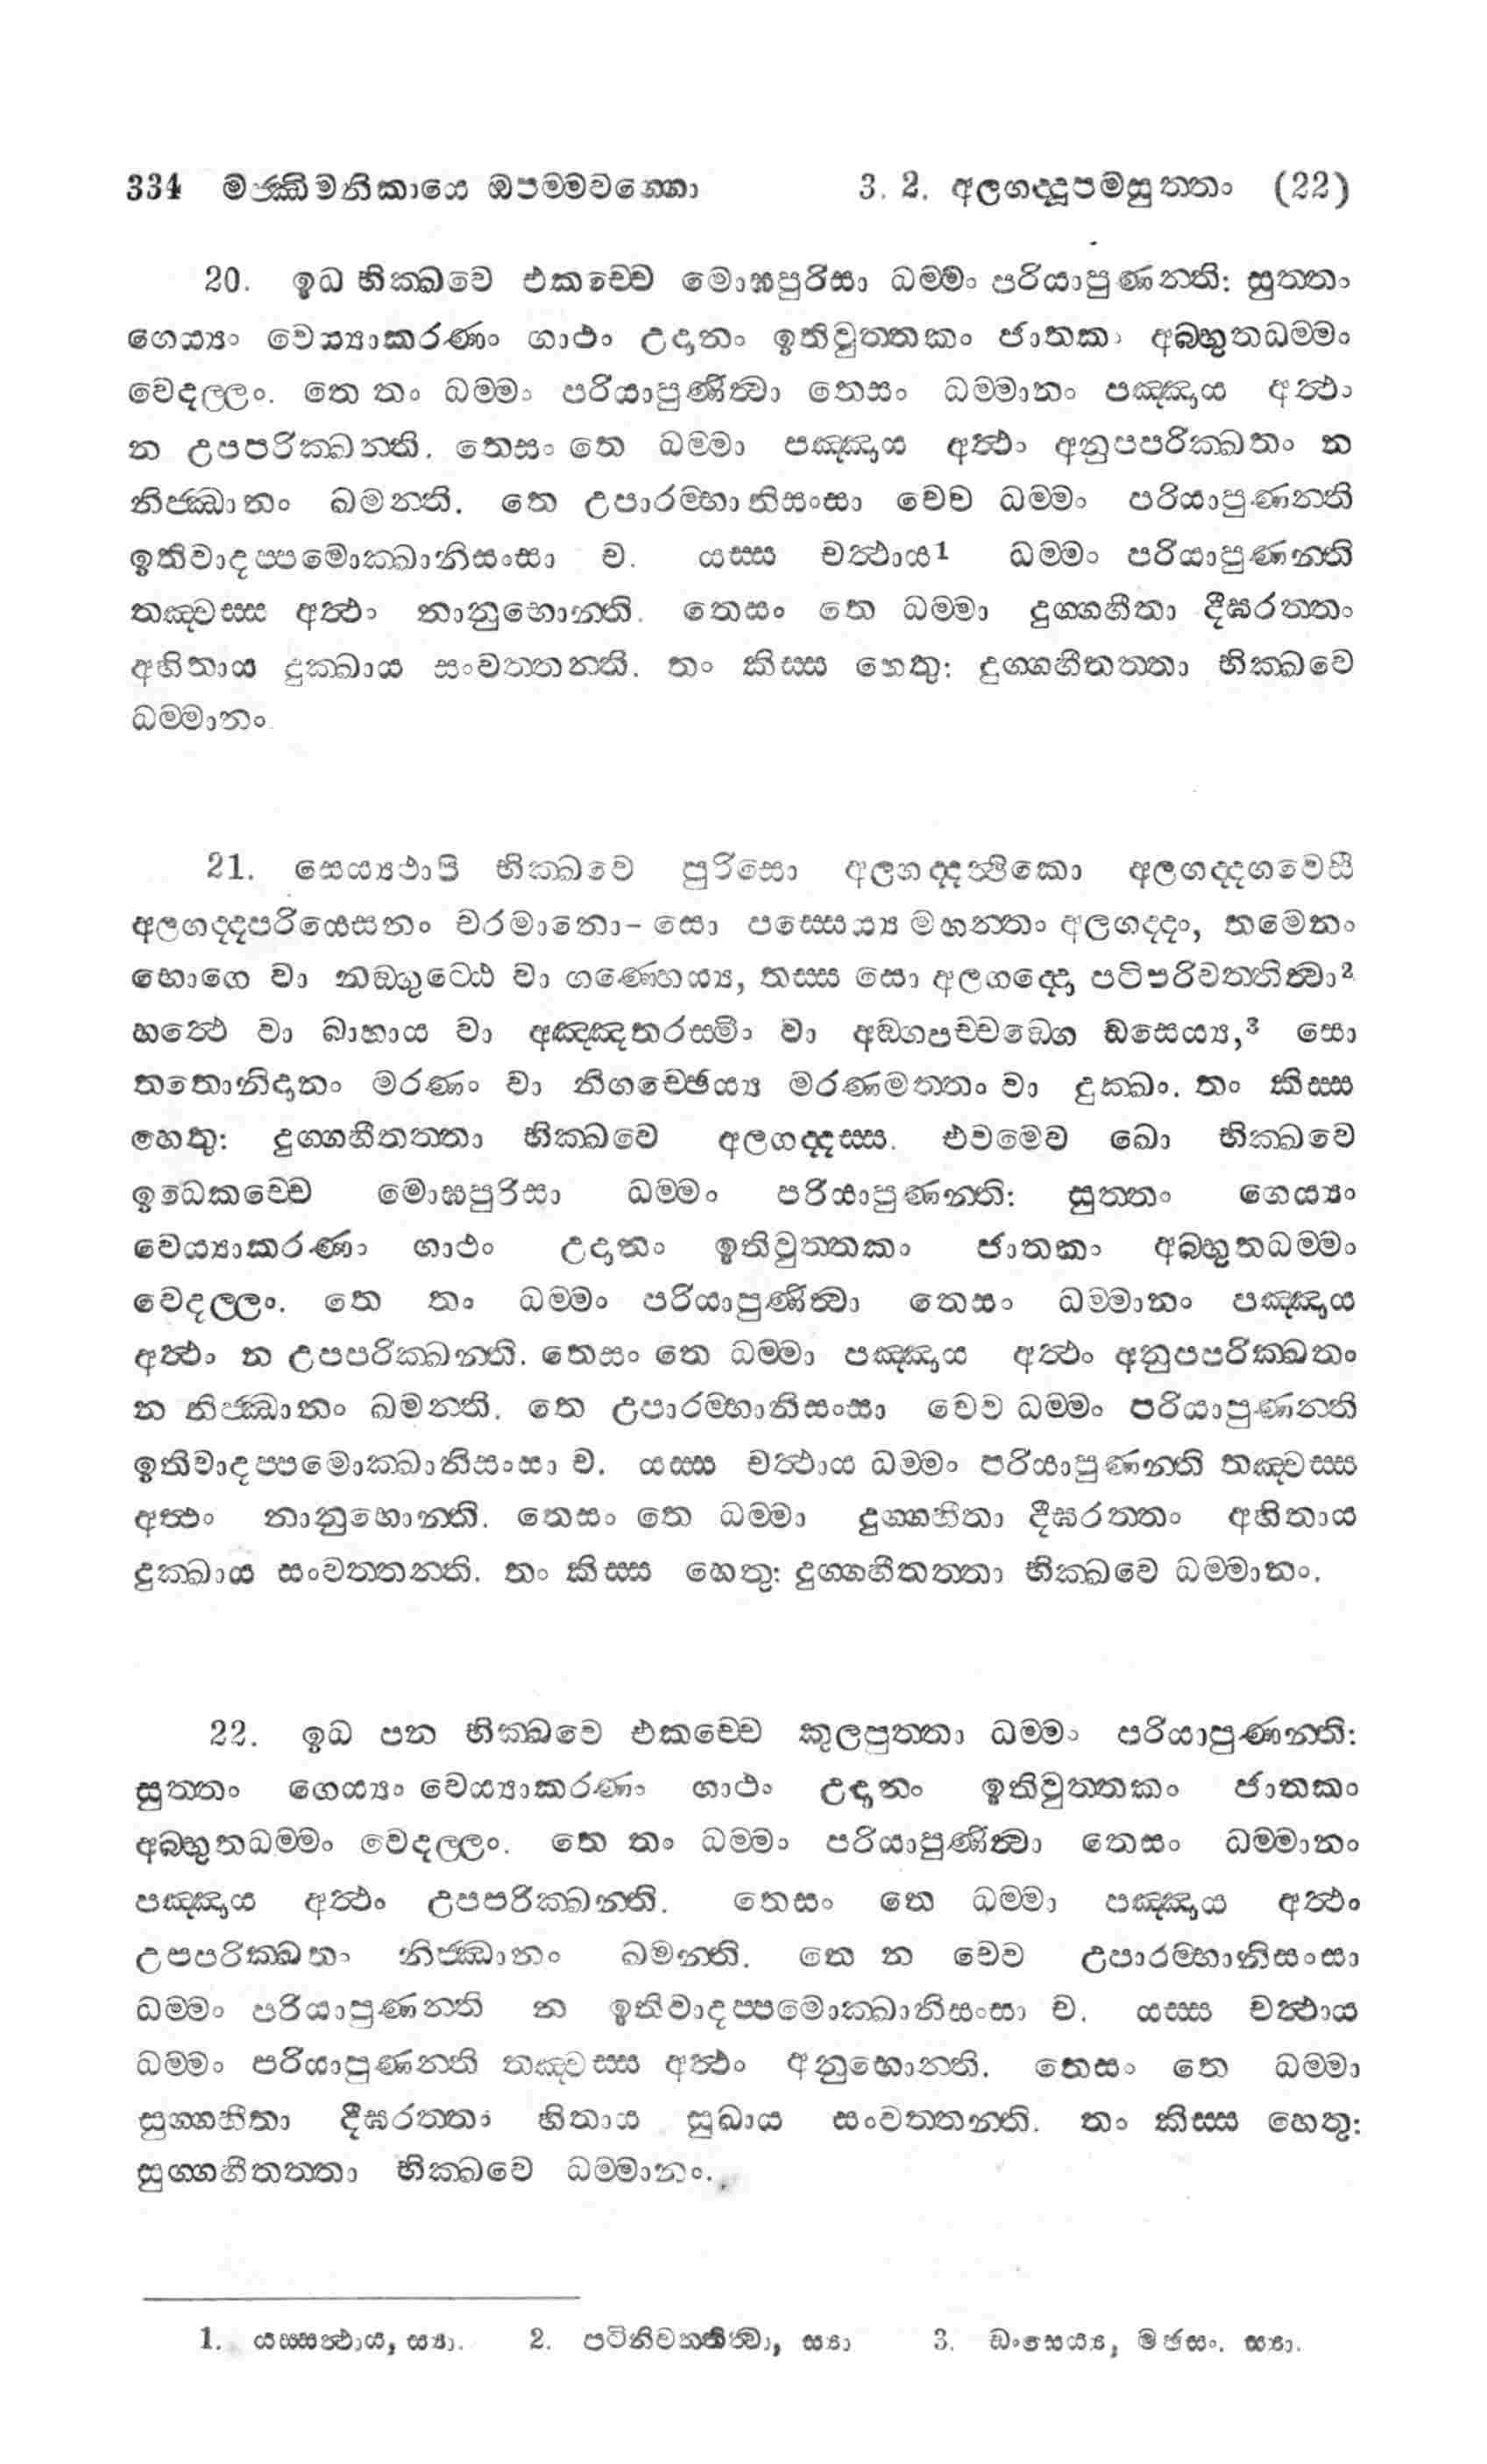 334 මජ්ඣිමනිකායෙ ඔපම්මවග්ගො 3. 2. අලගද්දූපමසුත්තං (22)
20. ඉධ භික්ඛවෙ එකච්චෙ මොඝපුරිසා ධම්මං පරියාපුණන්ති: සුත්තං
ගෙය්‍යං වෙය්‍යාකරණං ගාථං උදානං ඉතිවුත්තකං ජාතකං අබ්භුතධම්මං
වෙදල්ලං. තෙ තං ධම්මං පරියාපුණිත්‍වා තෙසං ධම්මානං පඤ්ඤාය අත්‍ථං
න උපපරික්ඛන්ති. තෙසං තෙ ධම්මා පඤ්ඤාය අත්‍ථං අනුපපරික්ඛතං න
නිජ්ඣානං ඛමන්ති. තෙ උපාරම්භානිසංසා චෙව ධම්මං පරියාපුණන්ති
ඉතිවාදප්පමොක්ඛානිසංසා ච. යස්ස චත්‍ථාය1 ධම්මං පරියාපුණන්ති
තඤ්චස්ස අත්‍ථං නානුභොන්ති. තෙසං තෙ ධම්මා දුග්ගහීතා දීඝරත්තං
අහිතාය දුක්ඛාය සංවත්තන්ති. තං කිස්ස හෙතු: දුග්ගහීතත්තා භික්ඛවෙ
ධම්මානං.
21. සෙය්‍යථාපි භික්ඛවෙ පුරිසො අලගද්දත්‍ථිකො අලගද්දගවෙසී
අලගද්දපරියෙසනං චරමානො- සො පස්සෙය්‍ය මහන්තං අලගද්දං, තමෙනං
භොගෙ වා නඞ්ගුට්ඨෙ වා ගණ්හෙය්‍ය, තස්ස සො අලගද්දො පටිපරිවත්තිත්‍වා2
හත්‍ථෙ වා බාහාය වා අඤ්ඤතරස්මිං වා අඞ්ගපච්චඞ්ගෙ ඩසෙය්‍ය,3 සො
තතොනිදානං මරණං වා නිගච්ඡෙය්‍ය මරණමත්තං වා දුක්ඛං. තං කිස්ස
හෙතු: දුග්ගහීතත්තා භික්ඛවෙ අලගද්දස්ස. එවමෙව ඛො භික්ඛවෙ
ඉධෙකච්චෙ මොඝපුරිසා ධම්මං පරියාපුණන්ති: සුත්තං ගෙය්‍යං
වෙය්‍යාකරණං ගාථං උදානං ඉතිවුත්තකං ජාතකං අබ්භුතධම්මං
වෙදල්ලං. තෙ තං ධම්මං පරියාපුණිත්‍වා තෙසං ධම්මානං පඤ්ඤාය
අත්‍ථං න උපපරික්ඛන්ති. තෙසං තෙ ධම්මා පඤ්ඤාය අත්‍ථං අනුපපරික්ඛතං
න නිජ්ඣානං ඛමන්ති. තෙ උපාරම්භානිසංසා චෙව ධම්මං පරියාපුණන්ති
ඉතිවාදප්පමොක්ඛානිසංසා ච. යස්ස චත්‍ථාය ධම්මං පරියාපුණන්ති තඤ්චස්ස
අත්‍ථං නානුභොන්ති. තෙසං තෙ ධම්මා දුග්ගහීතා දීඝරත්තං අහිතාය
දුක්ඛාය සංවත්තන්ති. තං කිස්ස හෙතු: දුග්ගහීතත්තා භික්ඛවෙ ධම්මානං.
22. ඉධ පන භික්ඛවෙ එකච්චෙ කුලපුත්තා ධම්මං පරියාපුණන්ති:
සුත්තං ගෙය්‍යං වෙය්‍යාකරණං ගාථං උදානං ඉතිවුත්තකං ජාතකං
අබ්භුතධම්මං වෙදල්ලං. තෙ තං ධම්මං පරියාපුණිත්‍වා තෙසං ධම්මානං
පඤ්ඤාය අත්‍ථං උපපරික්ඛන්ති. තෙසං තෙ ධම්මා පඤ්ඤාය අත්‍ථං
උපපරික්ඛතං නිජ්ඣානං ඛමන්ති. තෙ න චෙව උපාරම්භානිසංසා
ධම්මං පරියාපුණන්ති න ඉතිවාදප්පමොක්ඛානිසංසා ච. යස්ස චත්‍ථාය
ධම්මං පරියාපුණන්ති තඤ්චස්ස අත්‍ථං අනුභොන්ති. තෙසං තෙ ධම්මා
සුග්ගහීතා දීඝරත්තං හිතාය සුඛාය සංවත්තන්ති. තං කිස්ස හෙතු:
සුග්ගහීතත්තා භික්ඛවෙ ධම්මානං.
1. යස්සත්‍ථාය, ස්‍යා. 2. පටිනිවත්තිත්‍වා, ස්‍යා 3. ඩංසෙය්‍ය, මජසං. ස්‍යා.